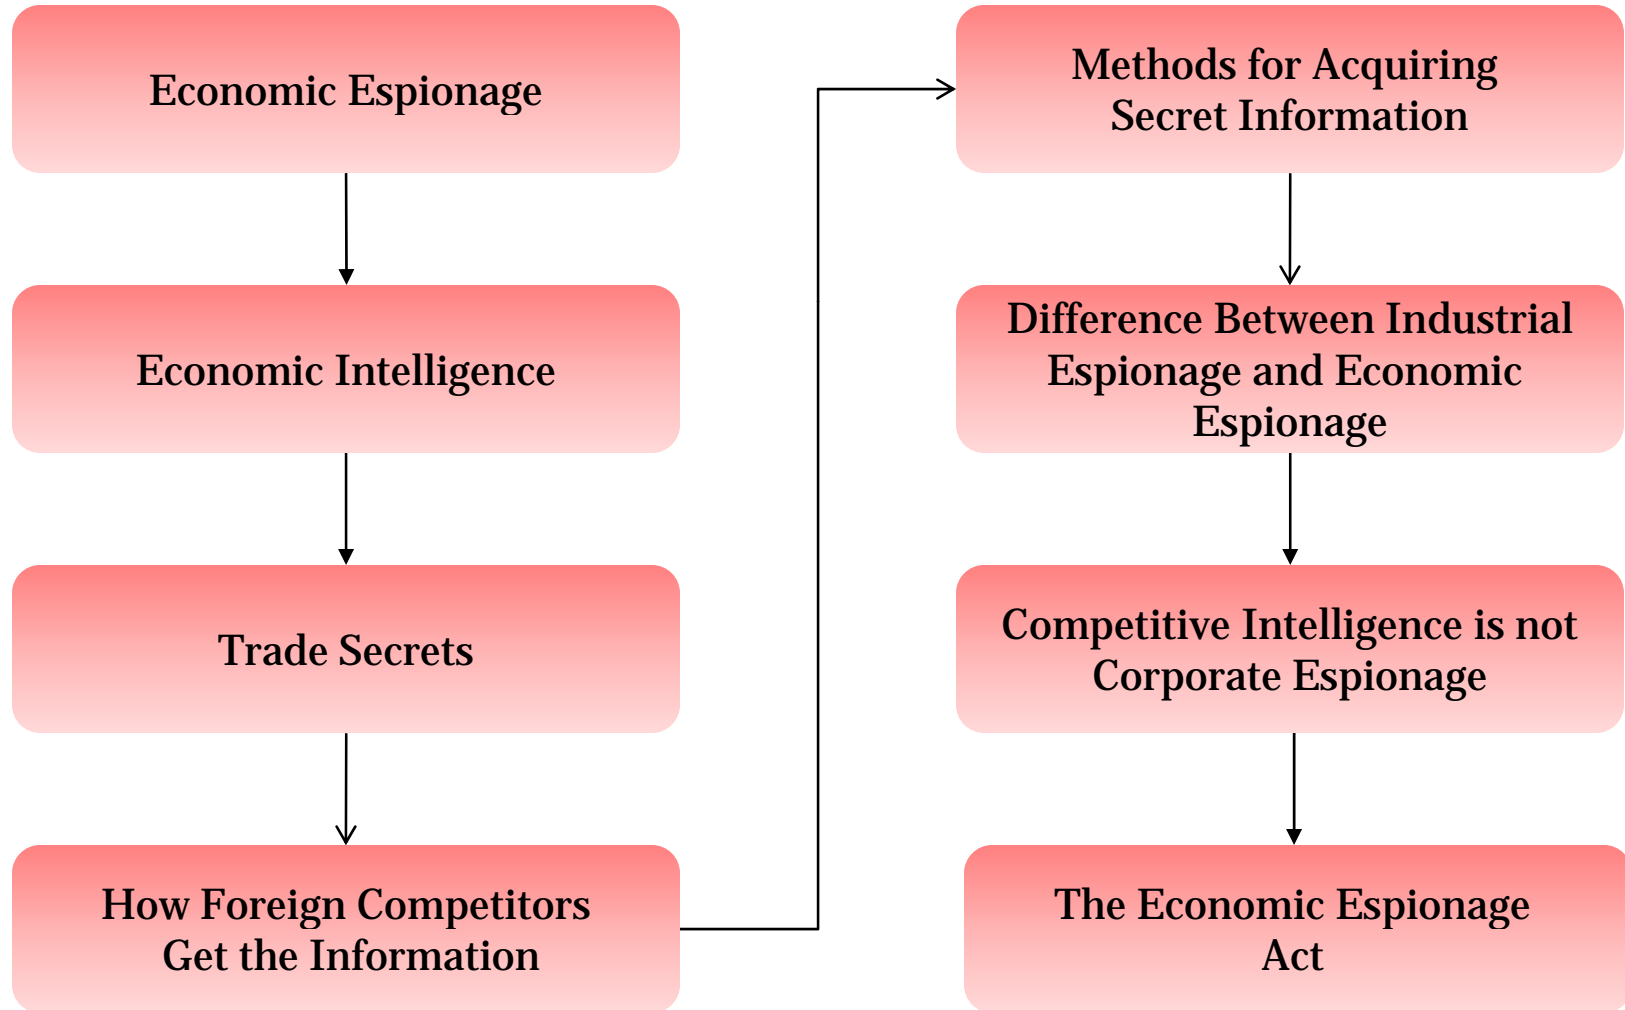 Economic Espionage
Economic Intelligence
Trade Secrets
How Foreign Competitors
Get the Information
Methods for Acquiring
Secret Information
Difference Between Industrial
Espionage and Economic
Espionage
Competitive Intelligence is not
Corporate Espionage
The Economic Espionage
Act